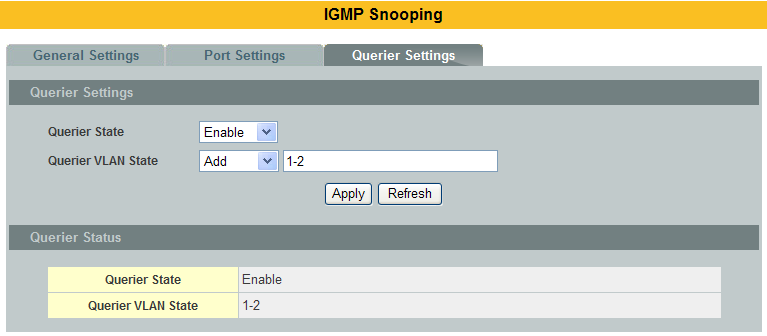 IGMP Snooping
General Settings Port Settings Querier Settings
Querier Settings
Querier State Enable
Querier VLAN State Add 1-2
Apply Refresh
Querier Status
Querier State Enable
Querier VLAN State 1-2